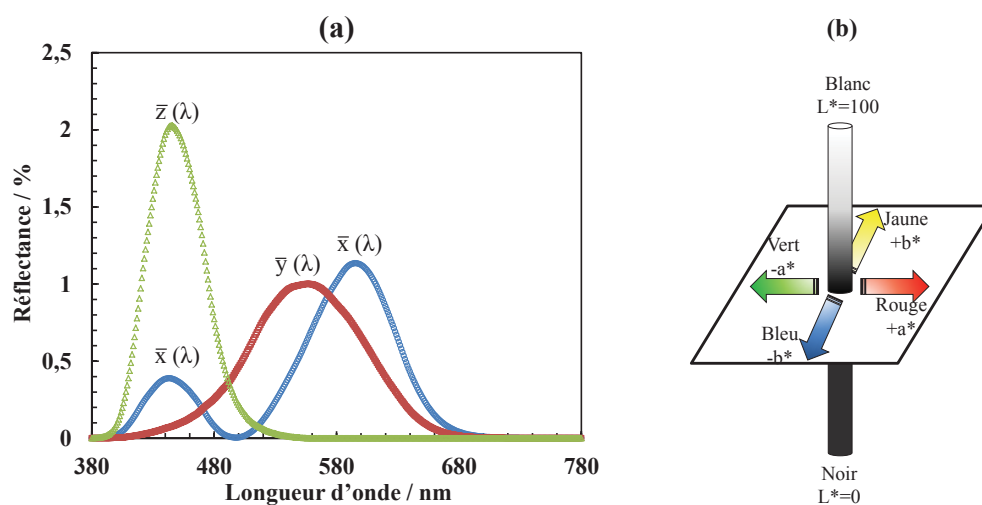 (a)
2,5
2
1,5
1
0,5
0
380
480
580
680
780
z̅ (λ)
x̅ (λ)
y̅ (λ)
x̅ (λ)
Réflectance / %
Longueur d'onde / nm
(b)
Blanc
L*=100
Jaune
+b*
Vert
-a*
Rouge
+a*
Bleu
-b*
Noir
L*=0